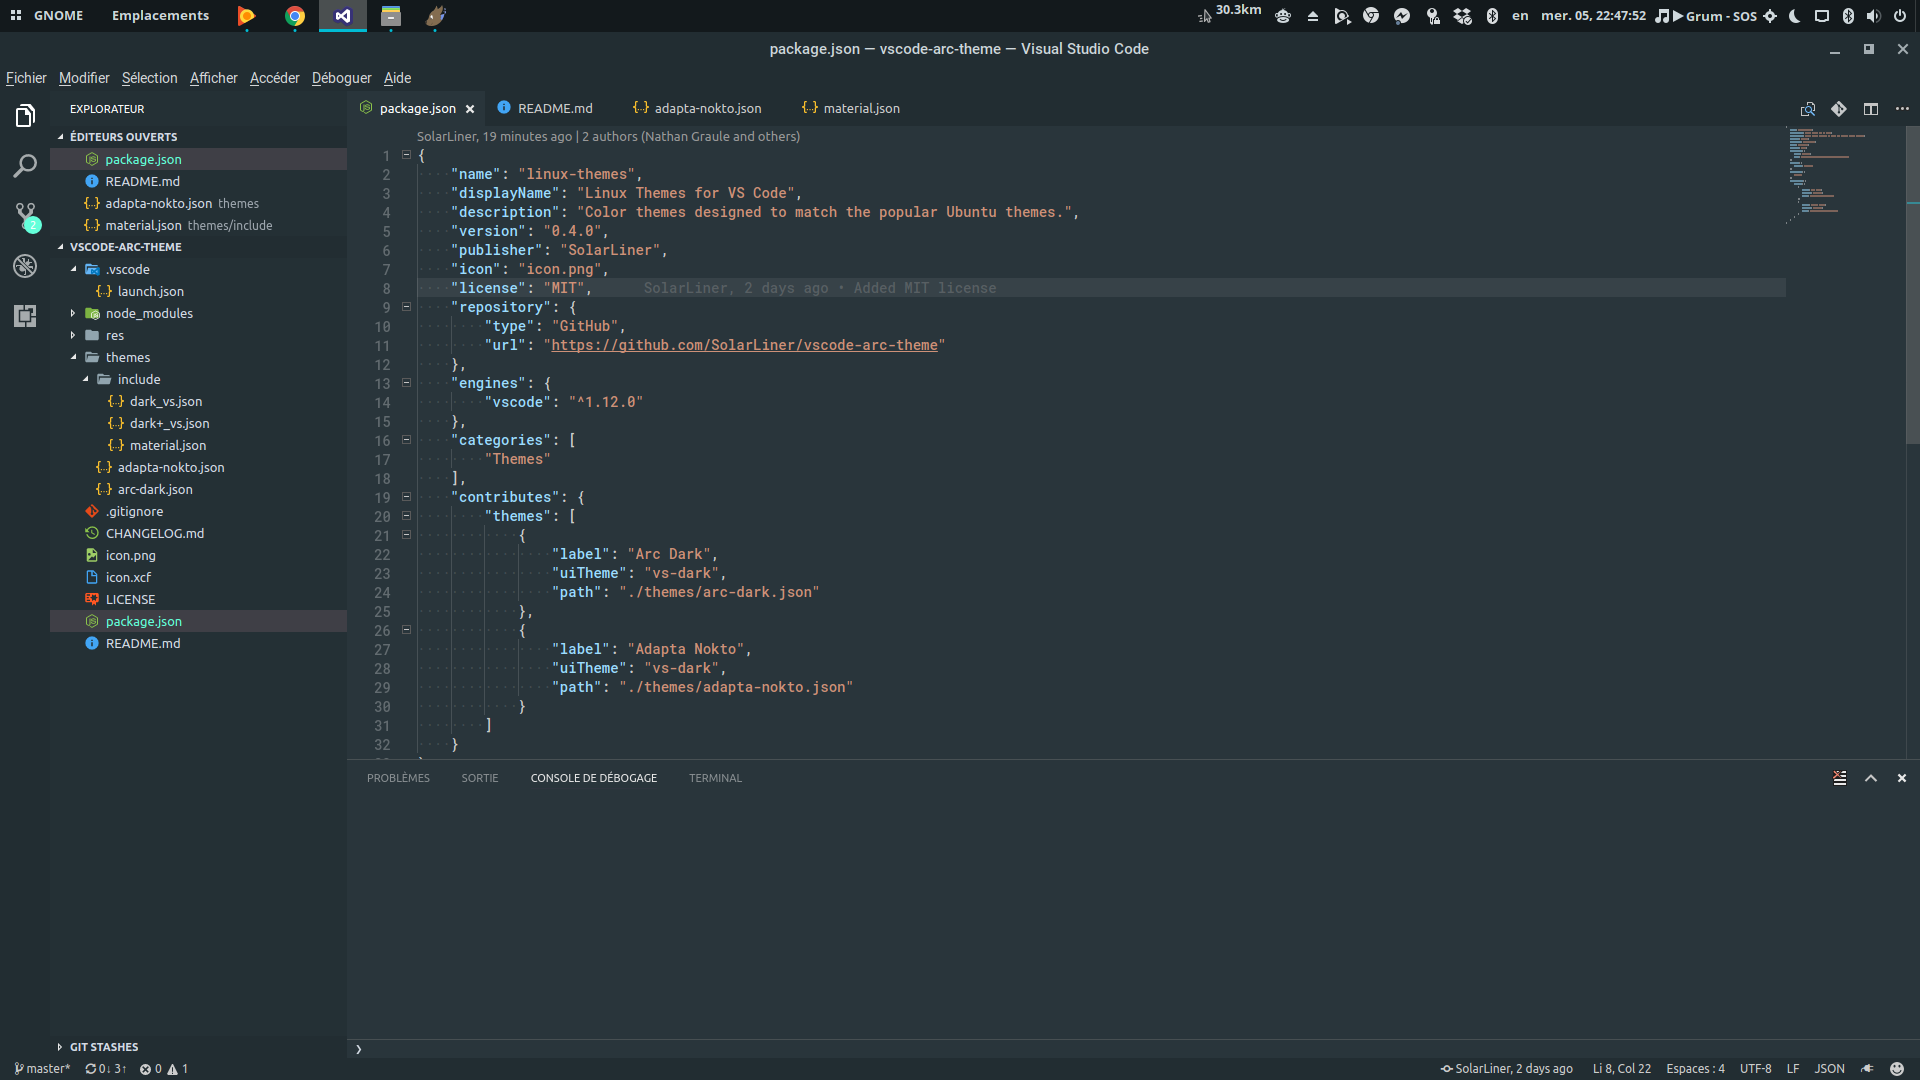 GNOME Emplacements 30.3km en mer. 05, 22:47:52 Grum - SOS
package.json — vscode-arc-theme — Visual Studio Code
Fichier Modifier Sélection Afficher Accéder Déboguer Aide
EXPLORATEUR
ÉDITEURS OUVERTS
package.json
README.md
adapta-nokto.json themes
material.json themes/include
2
VSCODE-ARC-THEME
.vscode
launch.json
node_modules
res
themes
include
dark_vs.json
dark+_vs.json
material.json
adapta-nokto.json
arc-dark.json
.gitignore
CHANGELOG.md
icon.png
icon.xcf
LICENSE
package.json
README.md
GIT STASHES
package.json README.md adapta-nokto.json material.json
SolarLiner, 19 minutes ago | 2 authors (Nathan Graule and others)
1 {
2 "name": "linux-themes",
3 "displayName": "Linux Themes for VS Code",
4 "description": "Color themes designed to match the popular Ubuntu themes.",
5 "version": "0.4.0",
6 "publisher": "SolarLiner",
7 "icon": "icon.png",
8 "license": "MIT", SolarLiner, 2 days ago • Added MIT license
9 "repository": {
10 "type": "GitHub",
11 "url": "https://github.com/SolarLiner/vscode-arc-theme"
12 },
13 "engines": {
14 "vscode": "^1.12.0"
15 },
16 "categories": [
17 "Themes"
18 ],
19 "contributes": {
20 "themes": [
21 {
22 "label": "Arc Dark",
23 "uiTheme": "vs-dark",
24 "path": "./themes/arc-dark.json"
25 },
26 {
27 "label": "Adapta Nokto",
28 "uiTheme": "vs-dark",
29 "path": "./themes/adapta-nokto.json"
30 }
31 ]
32 }
PROBLÈMES SORTIE CONSOLE DE DÉBOGAGE TERMINAL
master* 0↓ 3↑ 0 1 SolarLiner, 2 days ago Li 8, Col 22 Espaces : 4 UTF-8 LF JSON